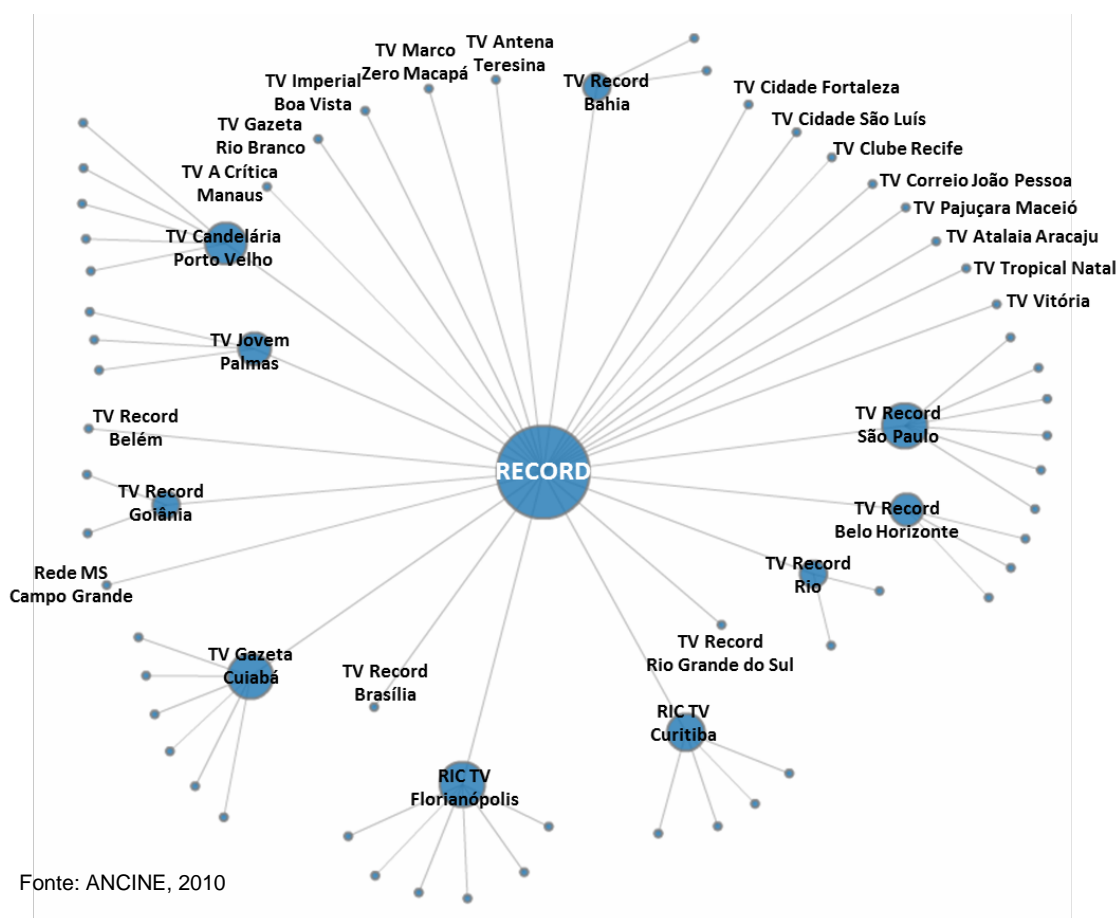 TV Marco
Zero Macapá
TV Antena
Teresina
TV Imperial
Boa Vista
TV Record
Bahia
TV Cidade Fortaleza
TV Gazeta
Rio Branco
TV Cidade São Luís
TV Clube Recife
TV A Crítica
Manaus
TV Correio João Pessoa
TV Pajuçara Maceió
TV Candelária
Porto Velho
TV Atalaia Aracaju
TV Tropical Natal
TV Vitória
TV Jovem
Palmas
TV Record
Belém
TV Record
São Paulo
RECORD
TV Record
Goiânia
TV Record
Belo Horizonte
Rede MS
Campo Grande
TV Record
Rio
TV Gazeta
Cuiabá
TV Record
Brasília
TV Record
Rio Grande do Sul
RIC TV
Curitiba
RIC TV
Florianópolis
Fonte: ANCINE, 2010